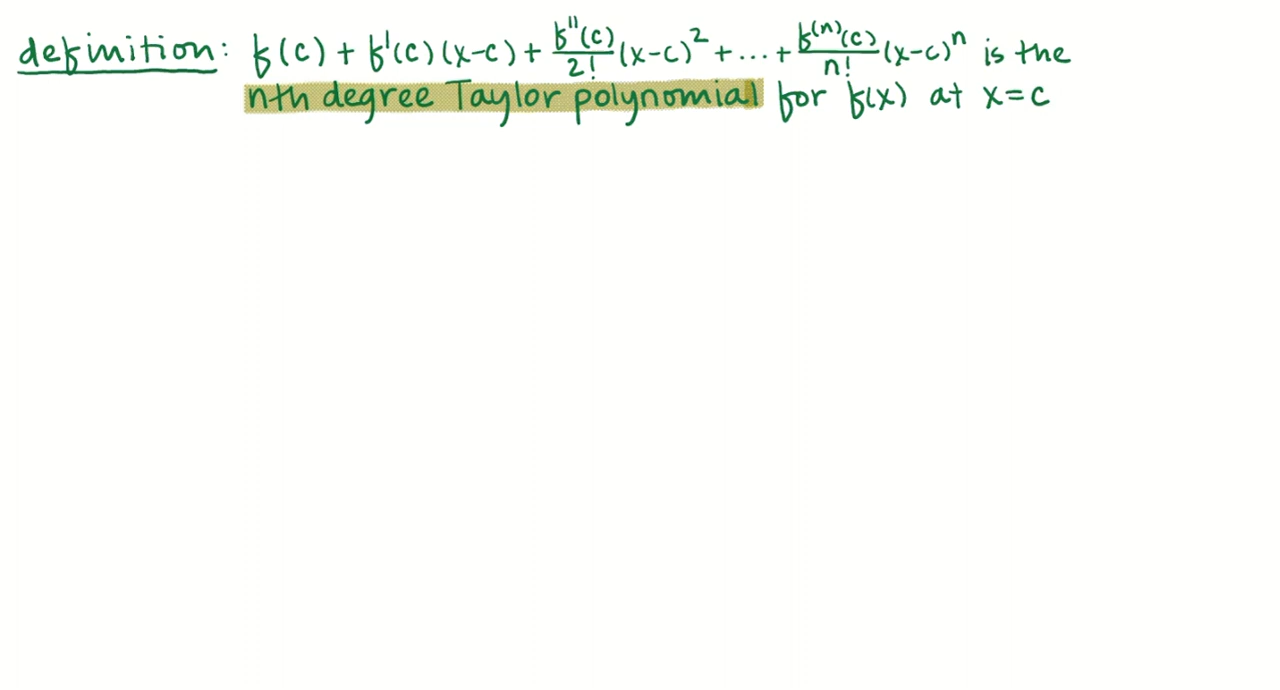 definition: f(c) + f'(c)(x-c) + f''(c)/2! (x-c)² + ... + f⁽ⁿ⁾(c)/n! (x-c)ⁿ is the
nth degree Taylor polynomial for f(x) at x=c